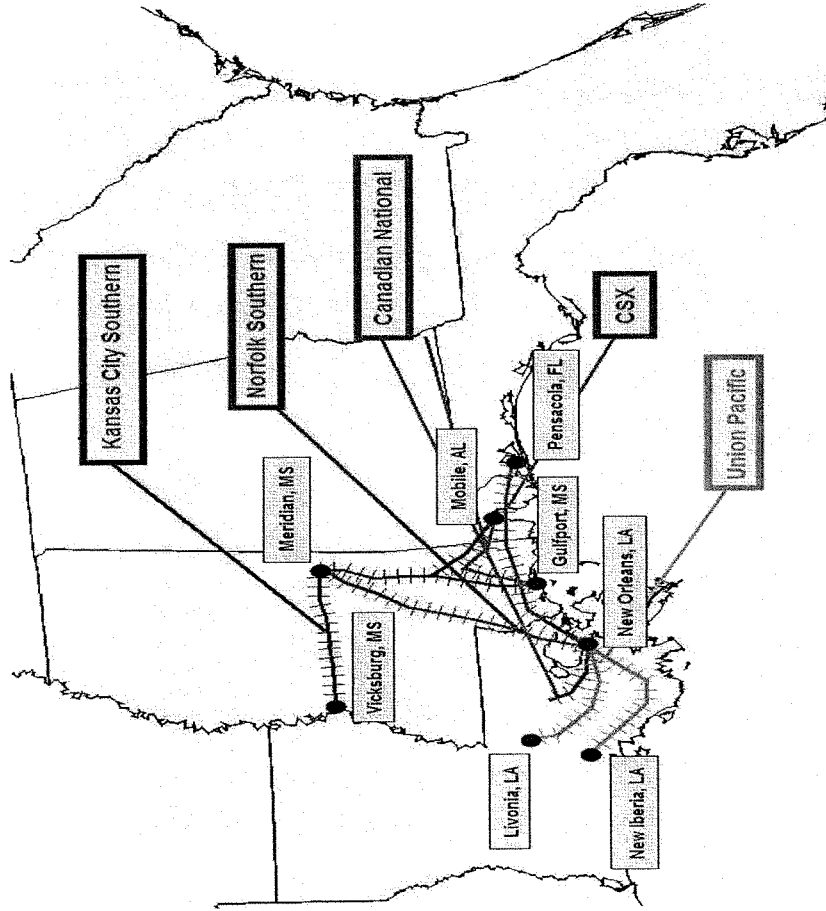 Kansas City Southern
Norfolk Southern
Canadian National
Meridian, MS
Vicksburg, MS
Mobile, AL
Pensacola, FL
CSX
Gulfport, MS
New Orleans, LA
Union Pacific
Livonia, LA
New Iberia, LA